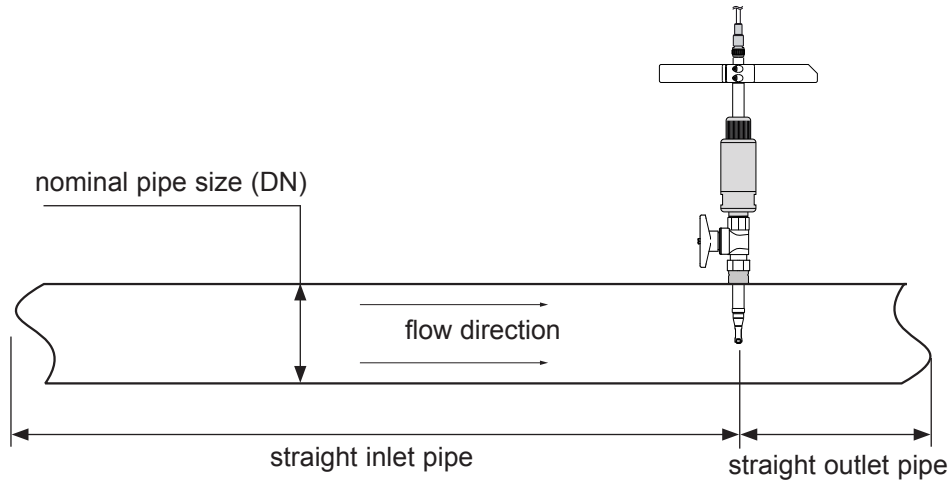 nominal pipe size (DN)
flow direction
straight inlet pipe
straight outlet pipe